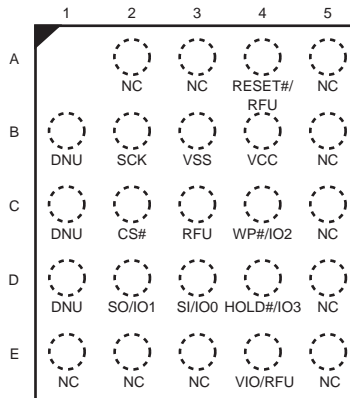 1 2 3 4 5
A
NC NC RESET#/ NC
RFU
B
DNU SCK VSS VCC NC
C
DNU CS# RFU WP#/IO2 NC
D
DNU SO/IO1 SI/IO0 HOLD#/IO3 NC
E
NC NC NC VIO/RFU NC